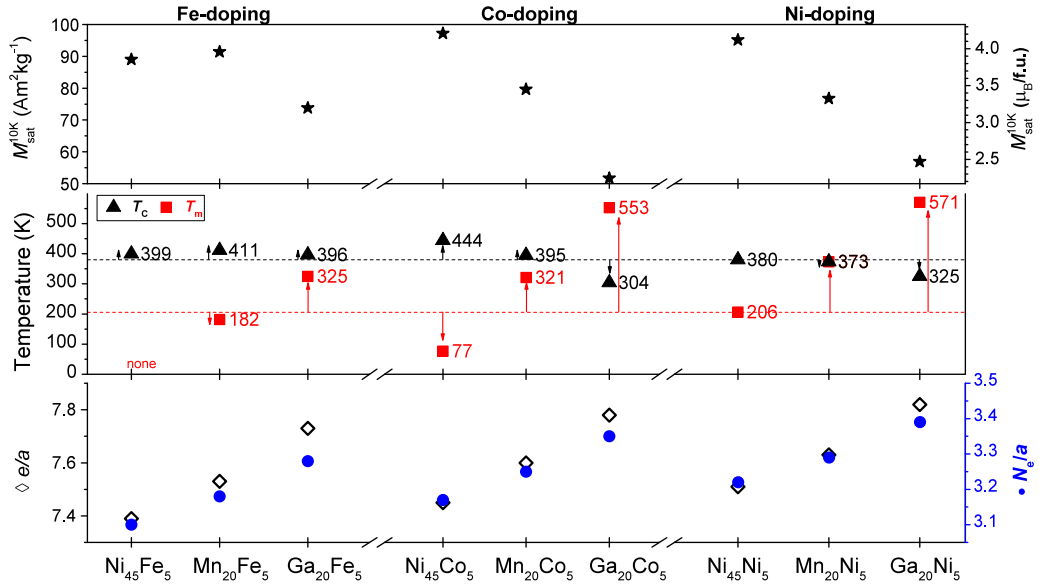 Fe-doping Co-doping Ni-doping
100
90
80
70
60
50
M_sat^10K (Am²kg⁻¹)
4.0
3.5
3.0
2.5
M_sat^10K (μ_B/f.u.)
T_C T_m
500
400
300
200
100
0
Temperature (K)
399 411 396 444 395 304 380 373 325
none 182 325 77 321 553 206 571
7.8
7.6
7.4
◇ e/a
3.5
3.4
3.3
3.2
3.1
• N_e/a
Ni₄₅Fe₅ Mn₂₀Fe₅ Ga₂₀Fe₅ Ni₄₅Co₅ Mn₂₀Co₅ Ga₂₀Co₅ Ni₄₅Ni₅ Mn₂₀Ni₅ Ga₂₀Ni₅